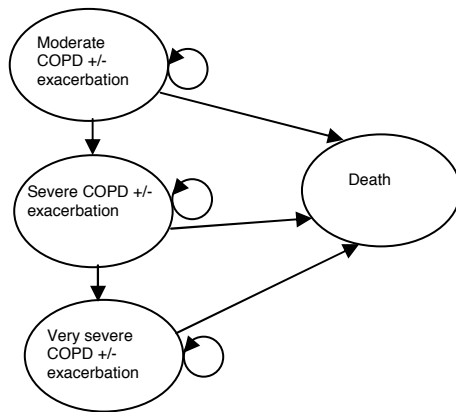 Moderate
COPD +/-
exacerbation
Severe COPD +/-
exacerbation
Death
Very severe
COPD +/-
exacerbation